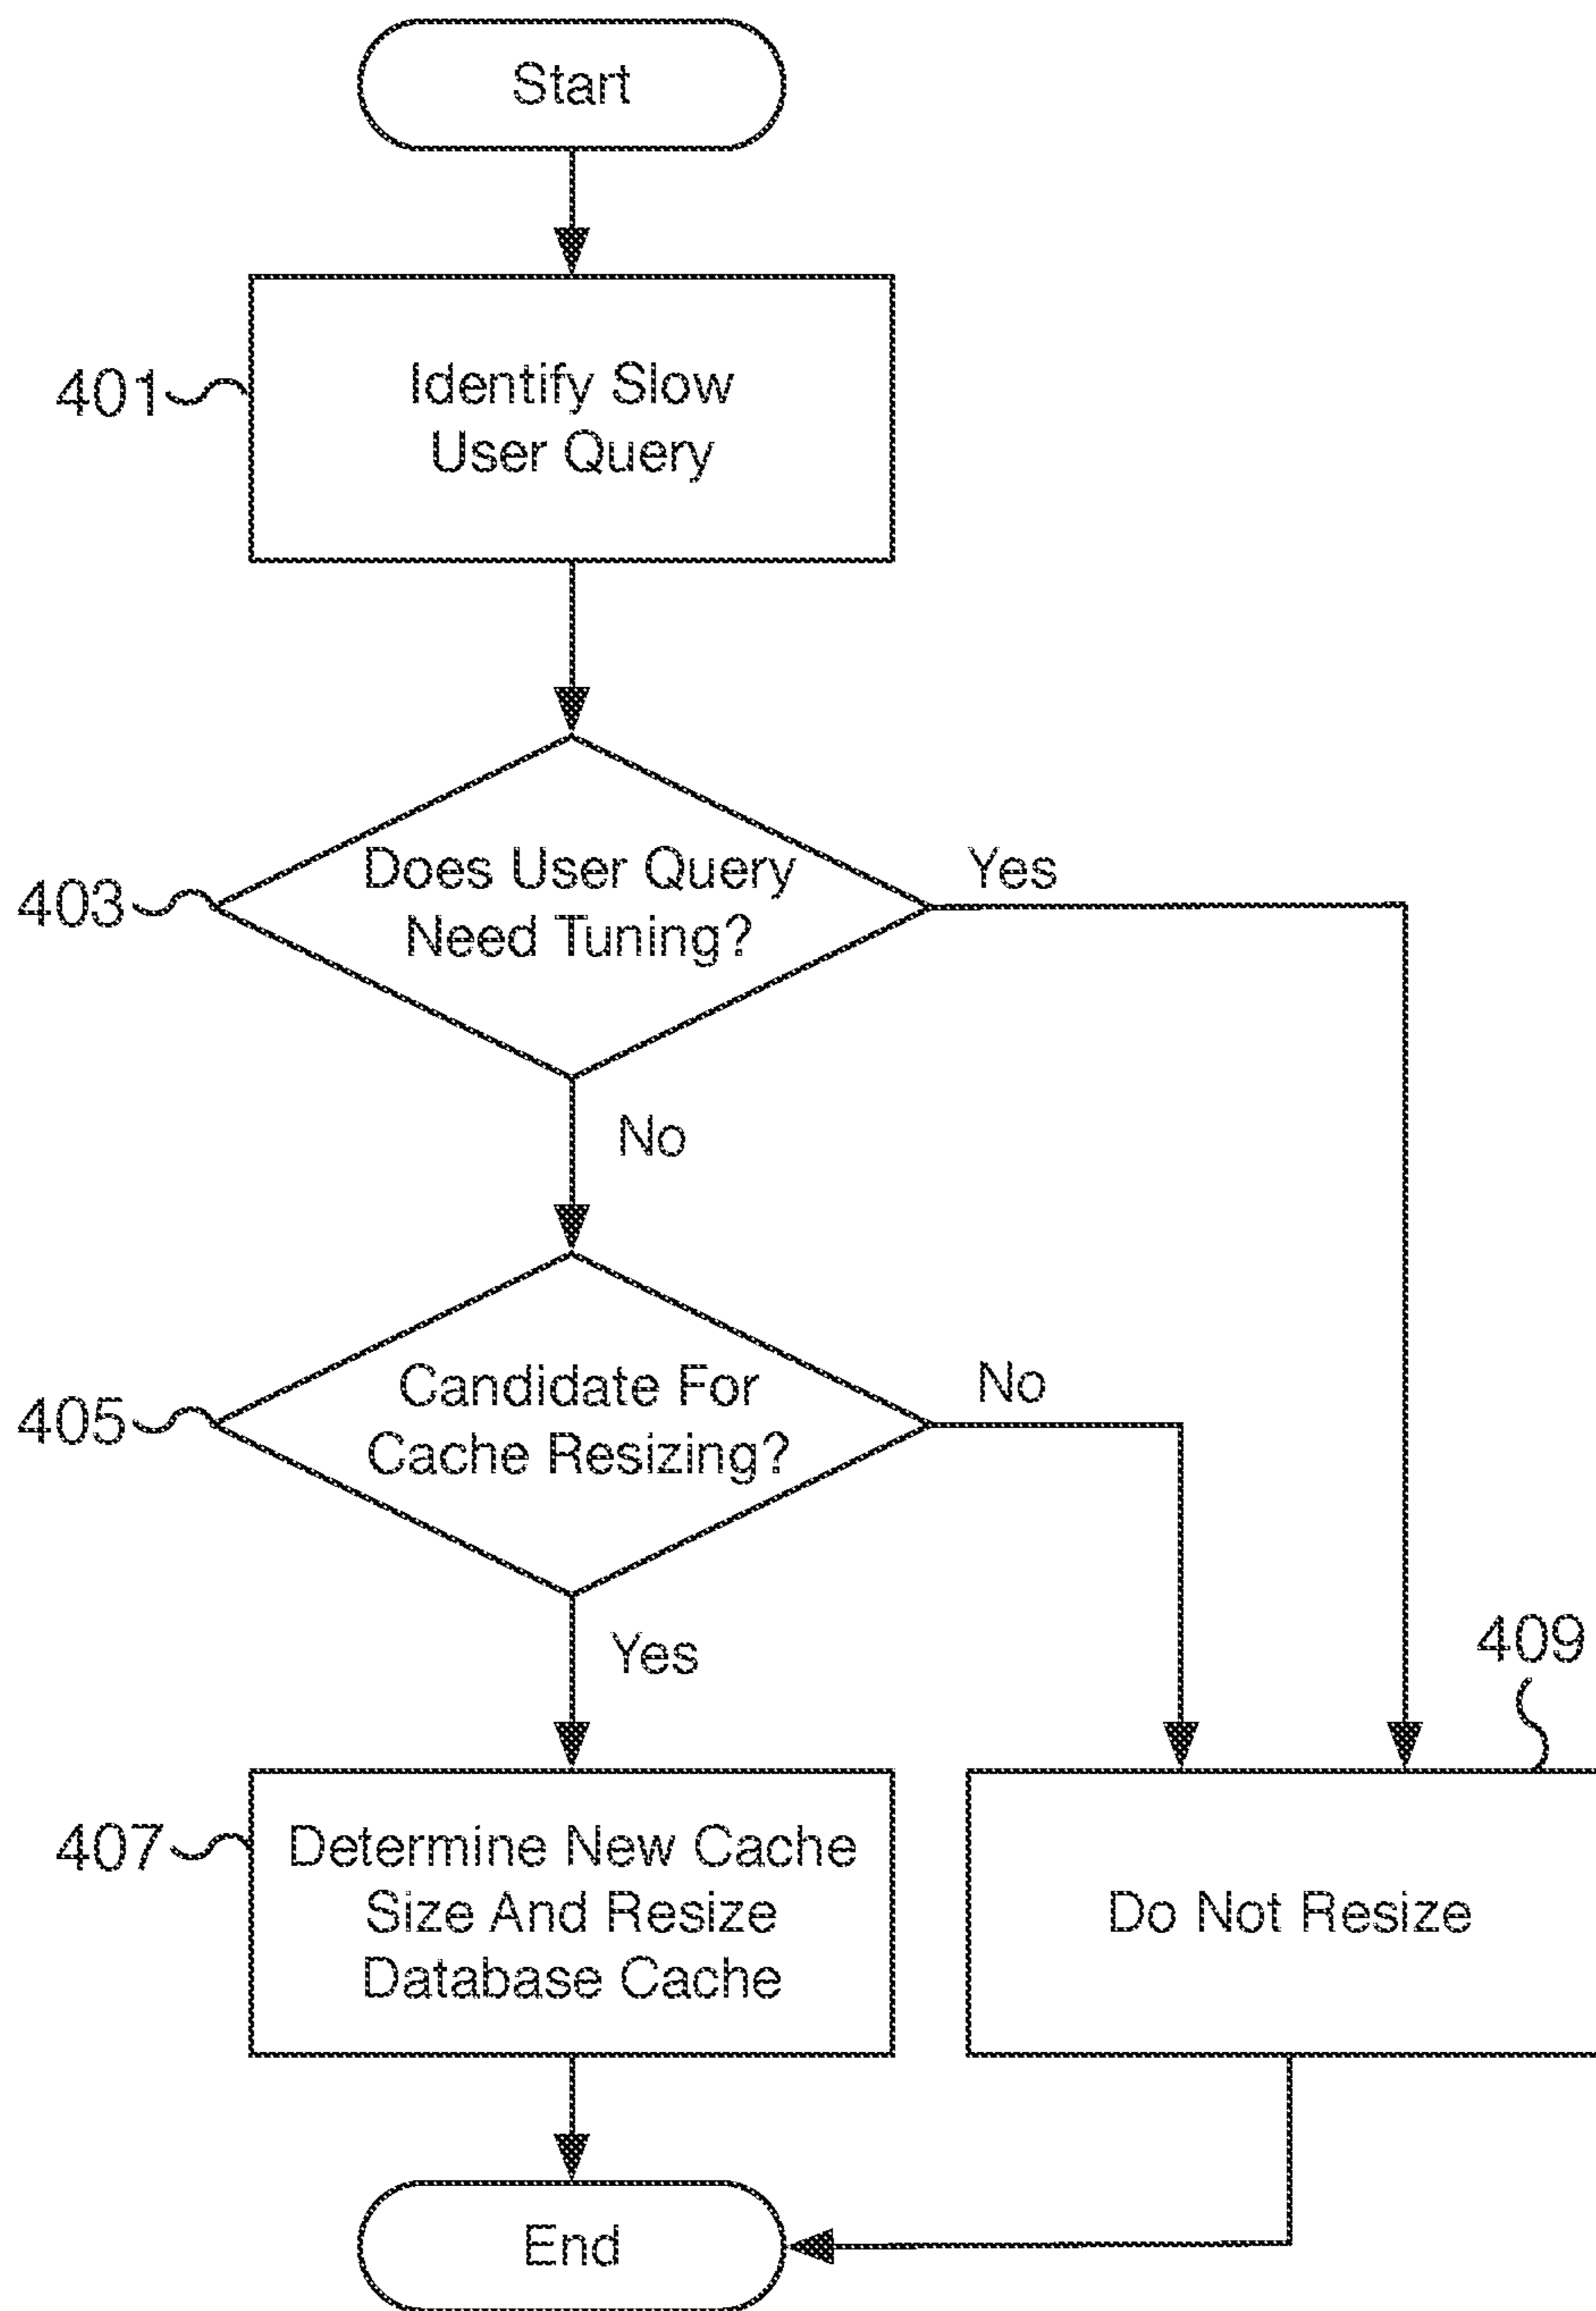 Start
401
Identify Slow
User Query
403
Does User Query
Need Tuning?
Yes
No
405
Candidate For
Cache Resizing?
No
Yes
409
407
Determine New Cache
Size And Resize
Database Cache
Do Not Resize
End